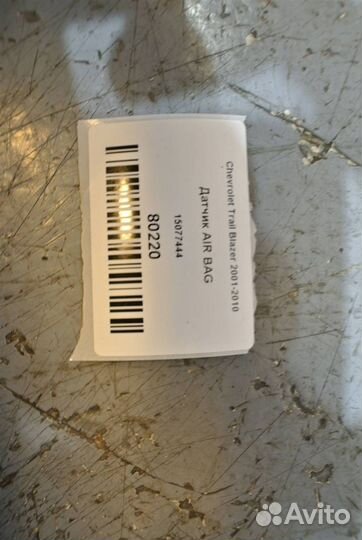 Chevrolet Trail Blazer 2001-2010
Датчик AIR BAG
15077444
80220
Avito